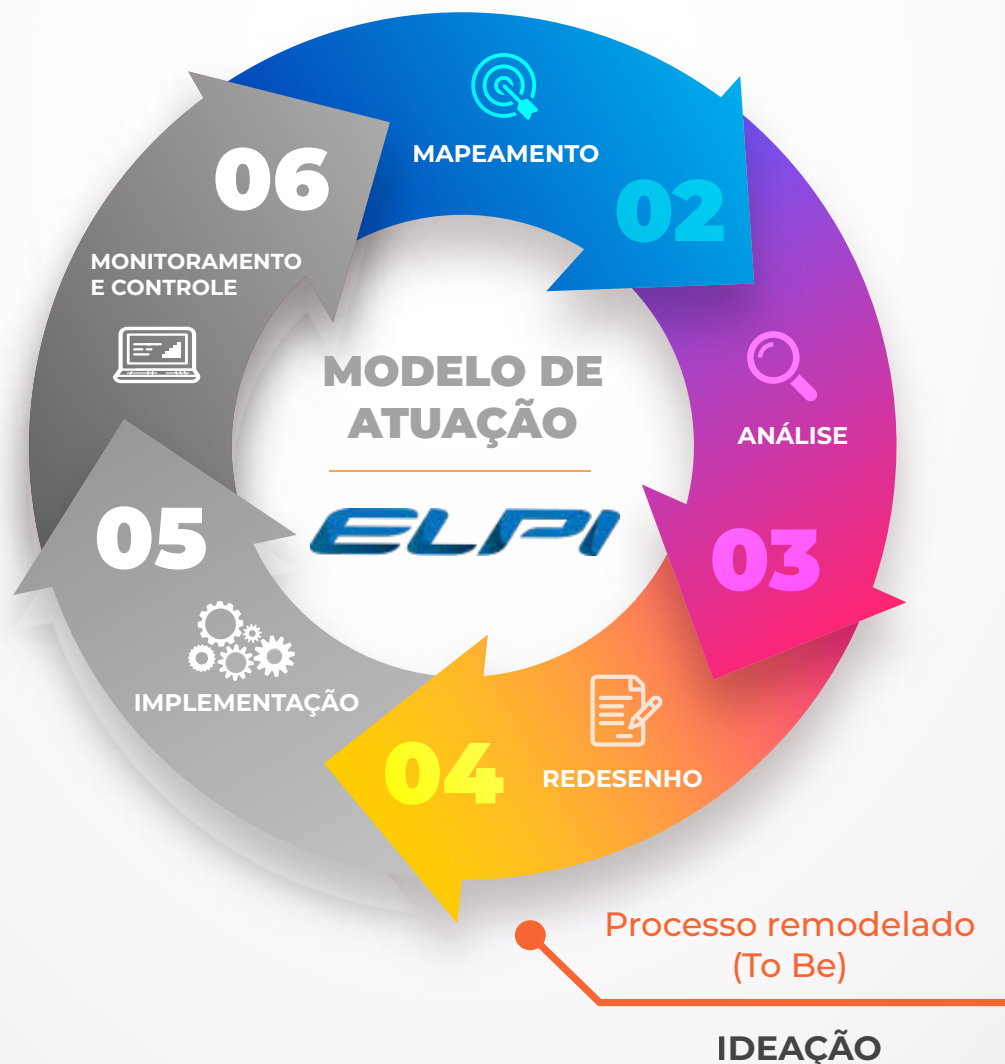 MAPEAMENTO
02
ANÁLISE
03
REDESENHO
04
IMPLEMENTAÇÃO
05
MONITORAMENTO
E CONTROLE
06
MODELO DE
ATUAÇÃO
ELPI
Processo remodelado
(To Be)
IDEAÇÃO